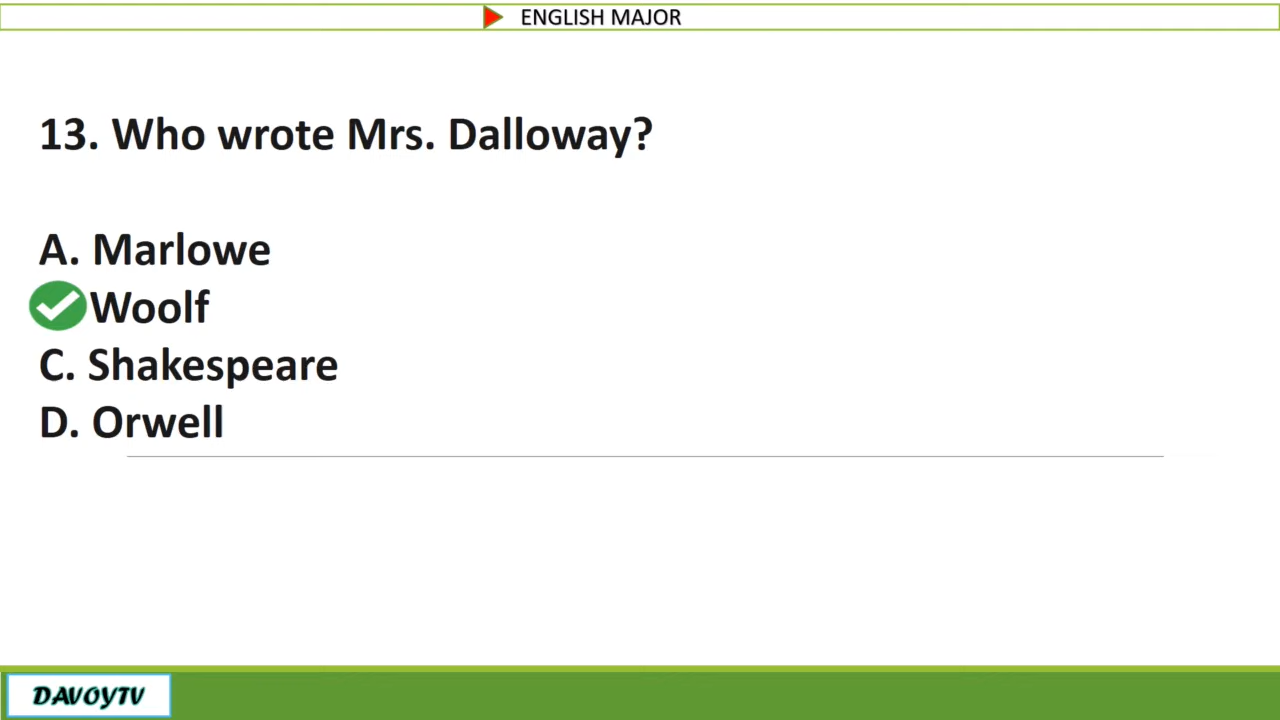 ENGLISH MAJOR
13. Who wrote Mrs. Dalloway?
A. Marlowe
Woolf
C. Shakespeare
D. Orwell
DAVOYTV